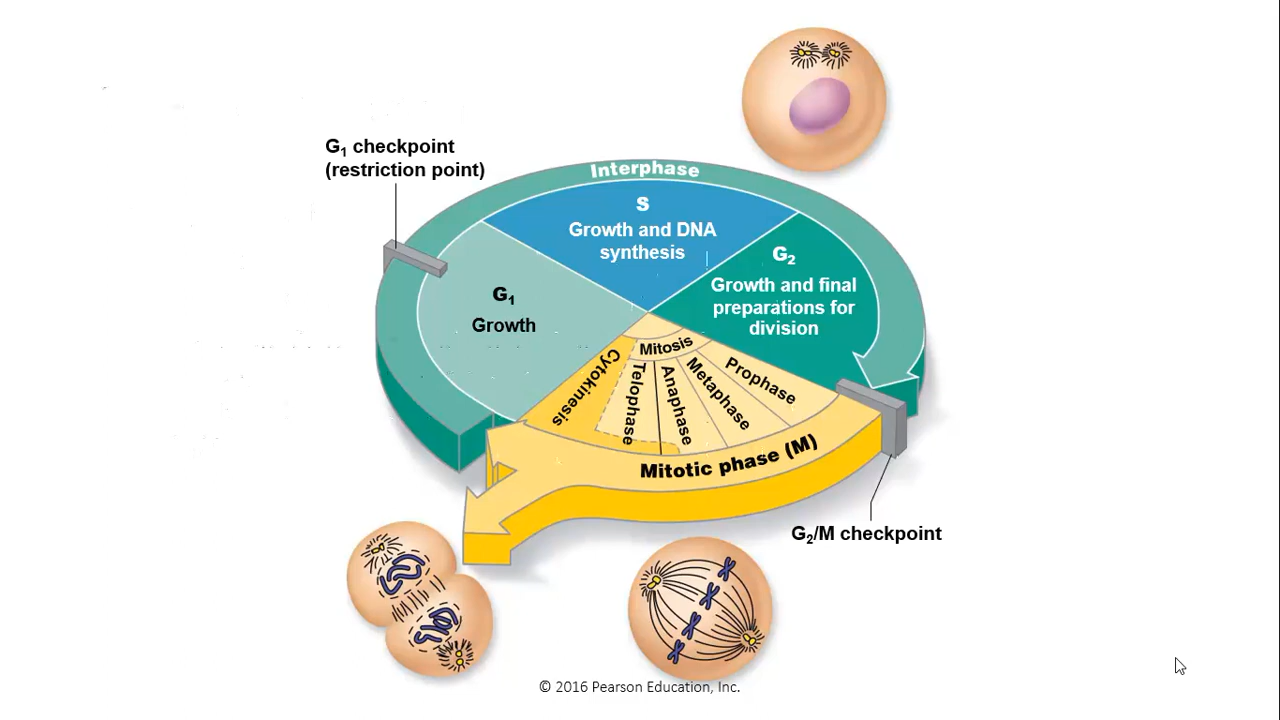 G₁ checkpoint
(restriction point)
Interphase
S
Growth and DNA
synthesis
G₂
Growth and final
preparations for
division
G₁
Growth
Mitosis
Cytokinesis
Telophase
Anaphase
Metaphase
Prophase
Mitotic phase (M)
G₂/M checkpoint
© 2016 Pearson Education, Inc.